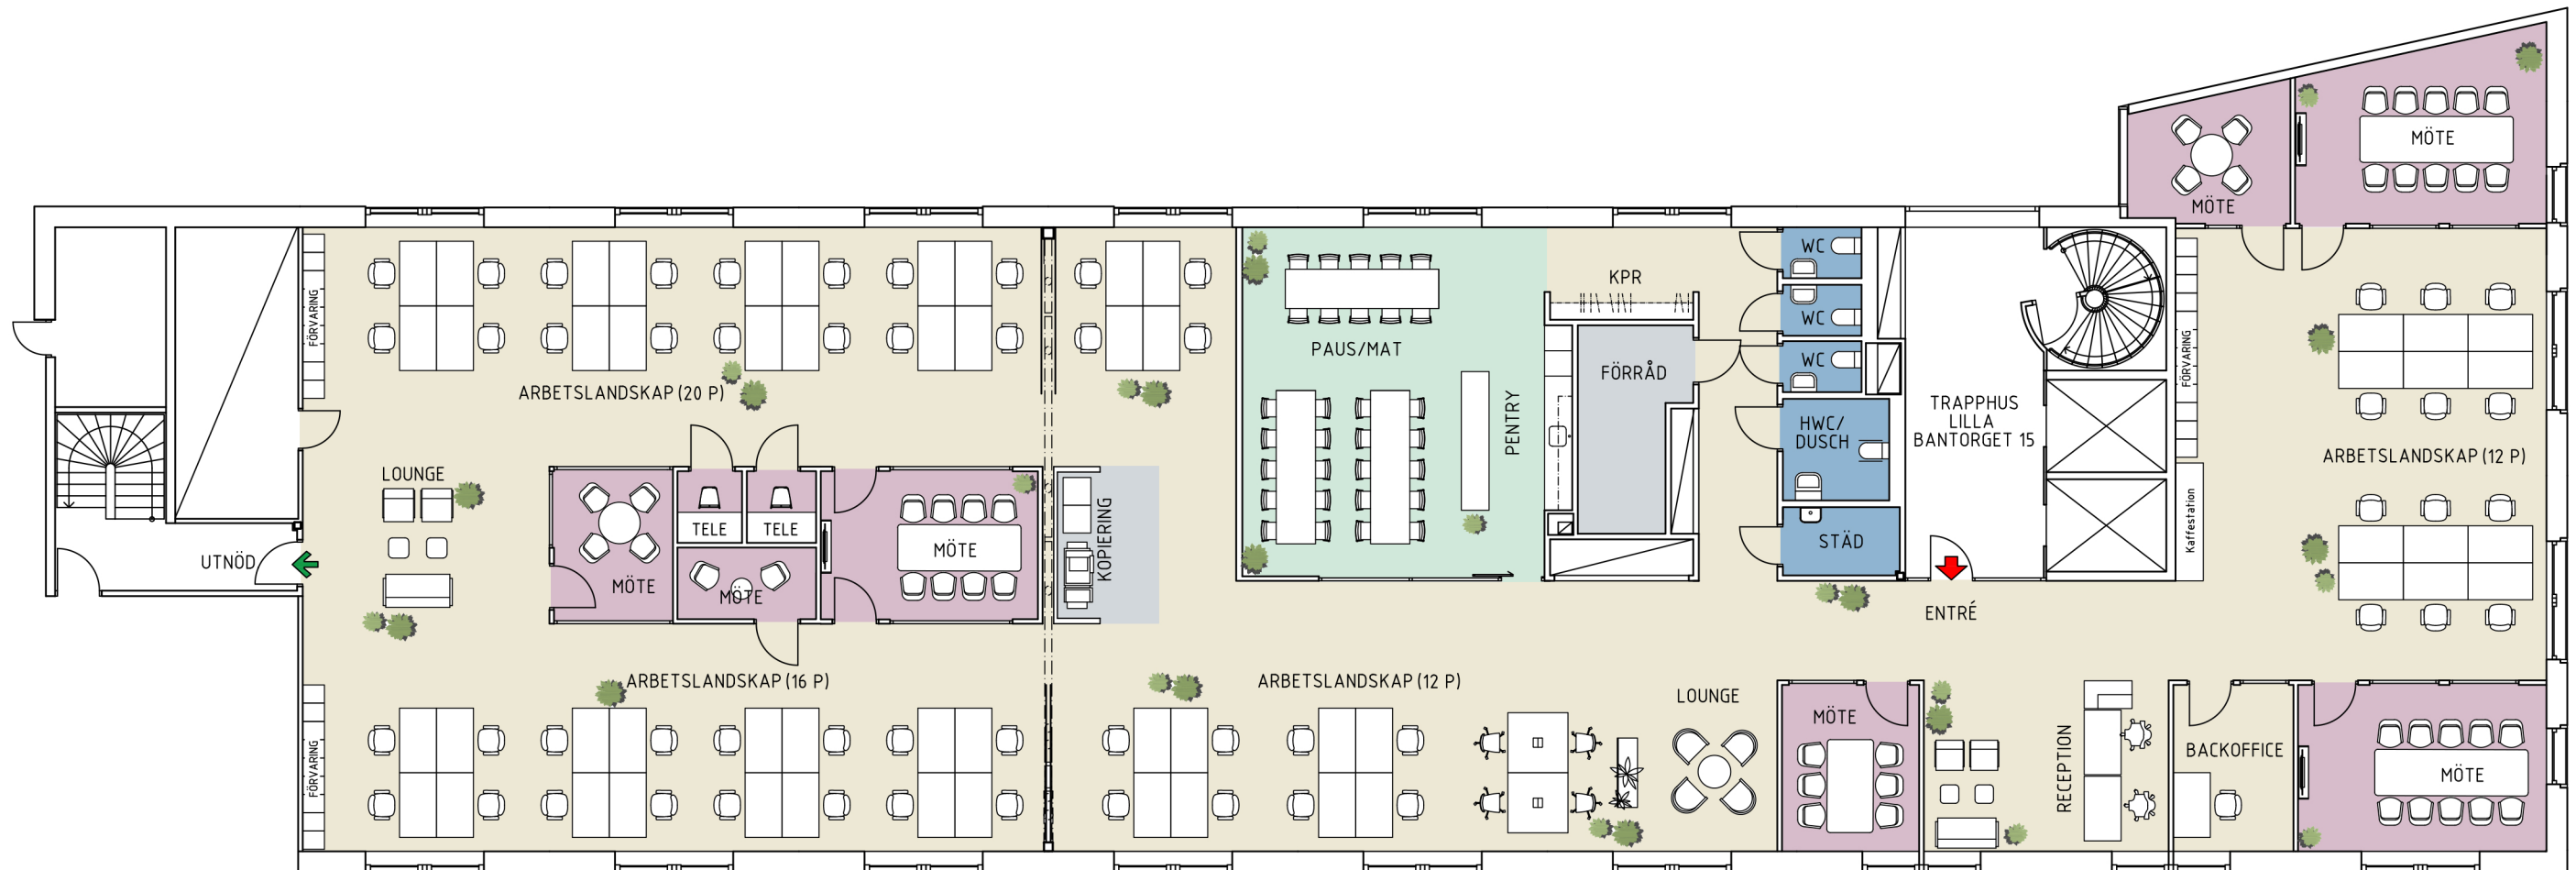 MÖTE
MÖTE
WC
KPR
WC
FÖRVARING
PAUS/MAT
FÖRVARING
WC
FÖRRÅD
ARBETSLANDSKAP (20 P)
PENTRY
HWC/
DUSCH
TRAPPHUS
LILLA
BANTORGET 15
ARBETSLANDSKAP (12 P)
LOUNGE
TELE
TELE
MÖTE
KOPIERING
STÄD
Kaffestation
UTNÖD
MÖTE
MÖTE
ENTRÉ
ARBETSLANDSKAP (16 P)
ARBETSLANDSKAP (12 P)
LOUNGE
MÖTE
FÖRVARING
RECEPTION
BACKOFFICE
MÖTE